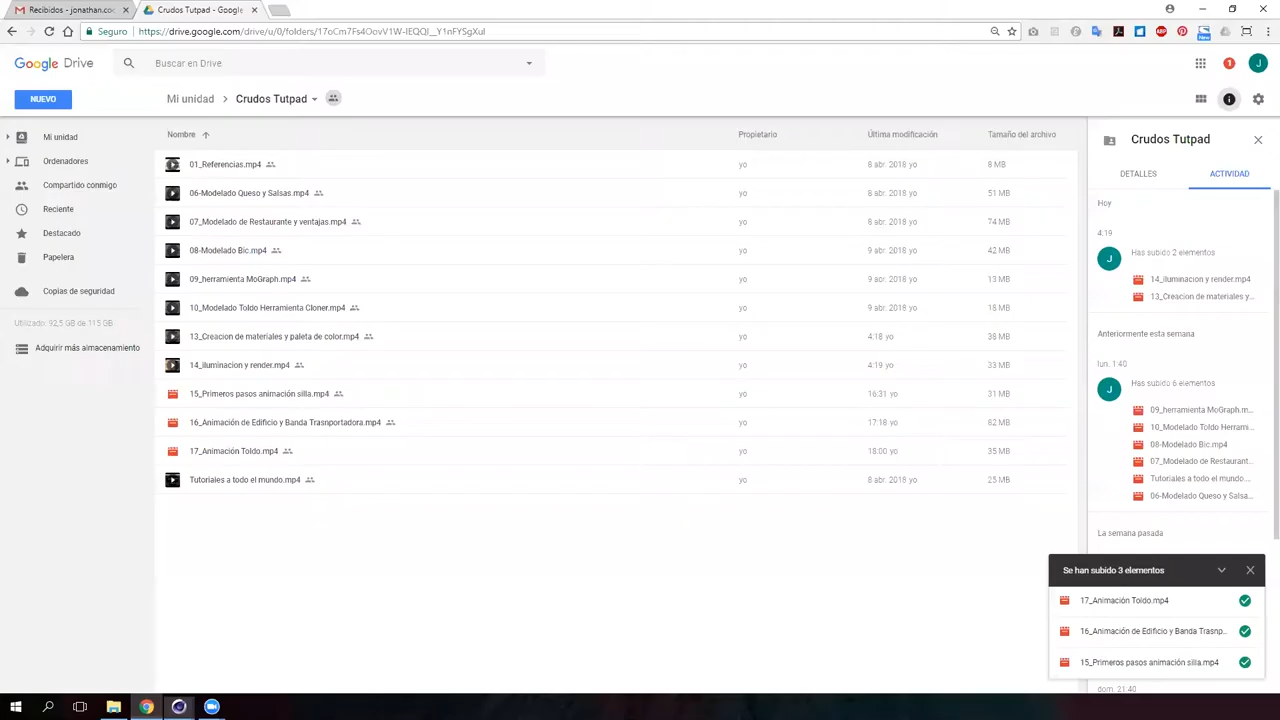 Recibidos - jonathan.coc
Crudos Tutpad - Google
Seguro
https://drive.google.com/drive/u/0/folders/17oCm7Fs4OovV1W-IEQQI__Y1nFYSgXuI
Google Drive
Buscar en Drive
1
J
NUEVO
Mi unidad
Crudos Tutpad
Mi unidad
Ordenadores
Compartido conmigo
Reciente
Destacado
Papelera
Copias de seguridad
Utilizado: 92,5 GB de 115 GB
Adquirir más almacenamiento
Nombre Propietario Última modificación Tamaño del archivo
01_Referencias.mp4 yo 8 abr. 2018 yo 8 MB
06-Modelado Queso y Salsas.mp4 yo 8 abr. 2018 yo 51 MB
07_Modelado de Restaurante y ventajas.mp4 yo 8 abr. 2018 yo 74 MB
08-Modelado Bic.mp4 yo 9 abr. 2018 yo 42 MB
09_herramienta MoGraph.mp4 yo 9 abr. 2018 yo 13 MB
10_Modelado Toldo Herramienta Cloner.mp4 yo 9 abr. 2018 yo 18 MB
13_Creacion de materiales y paleta de color.mp4 yo 4:18 yo 38 MB
14_iluminacion y render.mp4 yo 4:19 yo 33 MB
15_Primeros pasos animación silla.mp4 yo 16:31 yo 31 MB
16_Animación de Edificio y Banda Trasnportadora.mp4 yo 17:18 yo 82 MB
17_Animación Toldo.mp4 yo 18:00 yo 35 MB
Tutoriales a todo el mundo.mp4 yo 8 abr. 2018 yo 25 MB
Crudos Tutpad
DETALLES ACTIVIDAD
Hoy
4:19
J
Has subido 2 elementos
14_iluminacion y render.mp4
13_Creacion de materiales y...
Anteriormente esta semana
lun. 1:40
J
Has subido 6 elementos
09_herramienta MoGraph.m...
10_Modelado Toldo Herrami...
08-Modelado Bic.mp4
07_Modelado de Restaurant...
Tutoriales a todo el mundo...
06-Modelado Queso y Salsa...
La semana pasada
Se han subido 3 elementos
17_Animación Toldo.mp4
16_Animación de Edificio y Banda Trasnp...
15_Primeros pasos animación silla.mp4
dom. 21:40